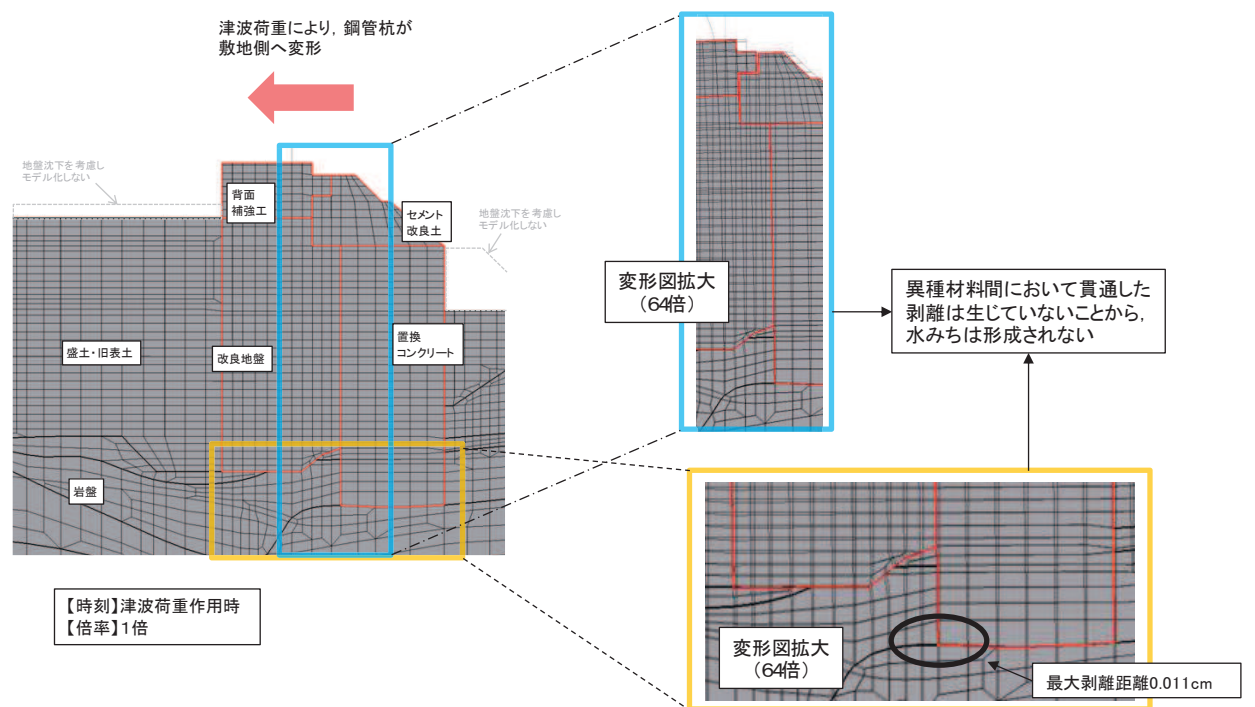 津波荷重により，鋼管杭が
敷地側へ変形
地盤沈下を考慮し
モデル化しない
背面
補強工
セメント
改良土
地盤沈下を考慮し
モデル化しない
盛土・旧表土
改良地盤
置換
コンクリート
岩盤
【時刻】津波荷重作用時
【倍率】1倍
変形図拡大
（64倍）
異種材料間において貫通した
剥離は生じていないことから，
水みちは形成されない
変形図拡大
（64倍）
最大剥離距離0.011cm